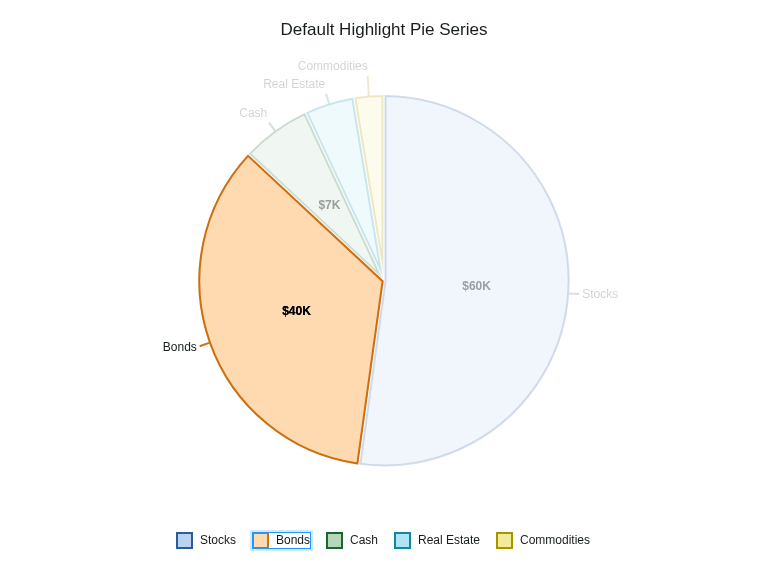 Default Highlight Pie Series
Commodities
Real Estate
Cash
$7K
$60K
Stocks
$40K
Bonds
Stocks Bonds Cash Real Estate Commodities